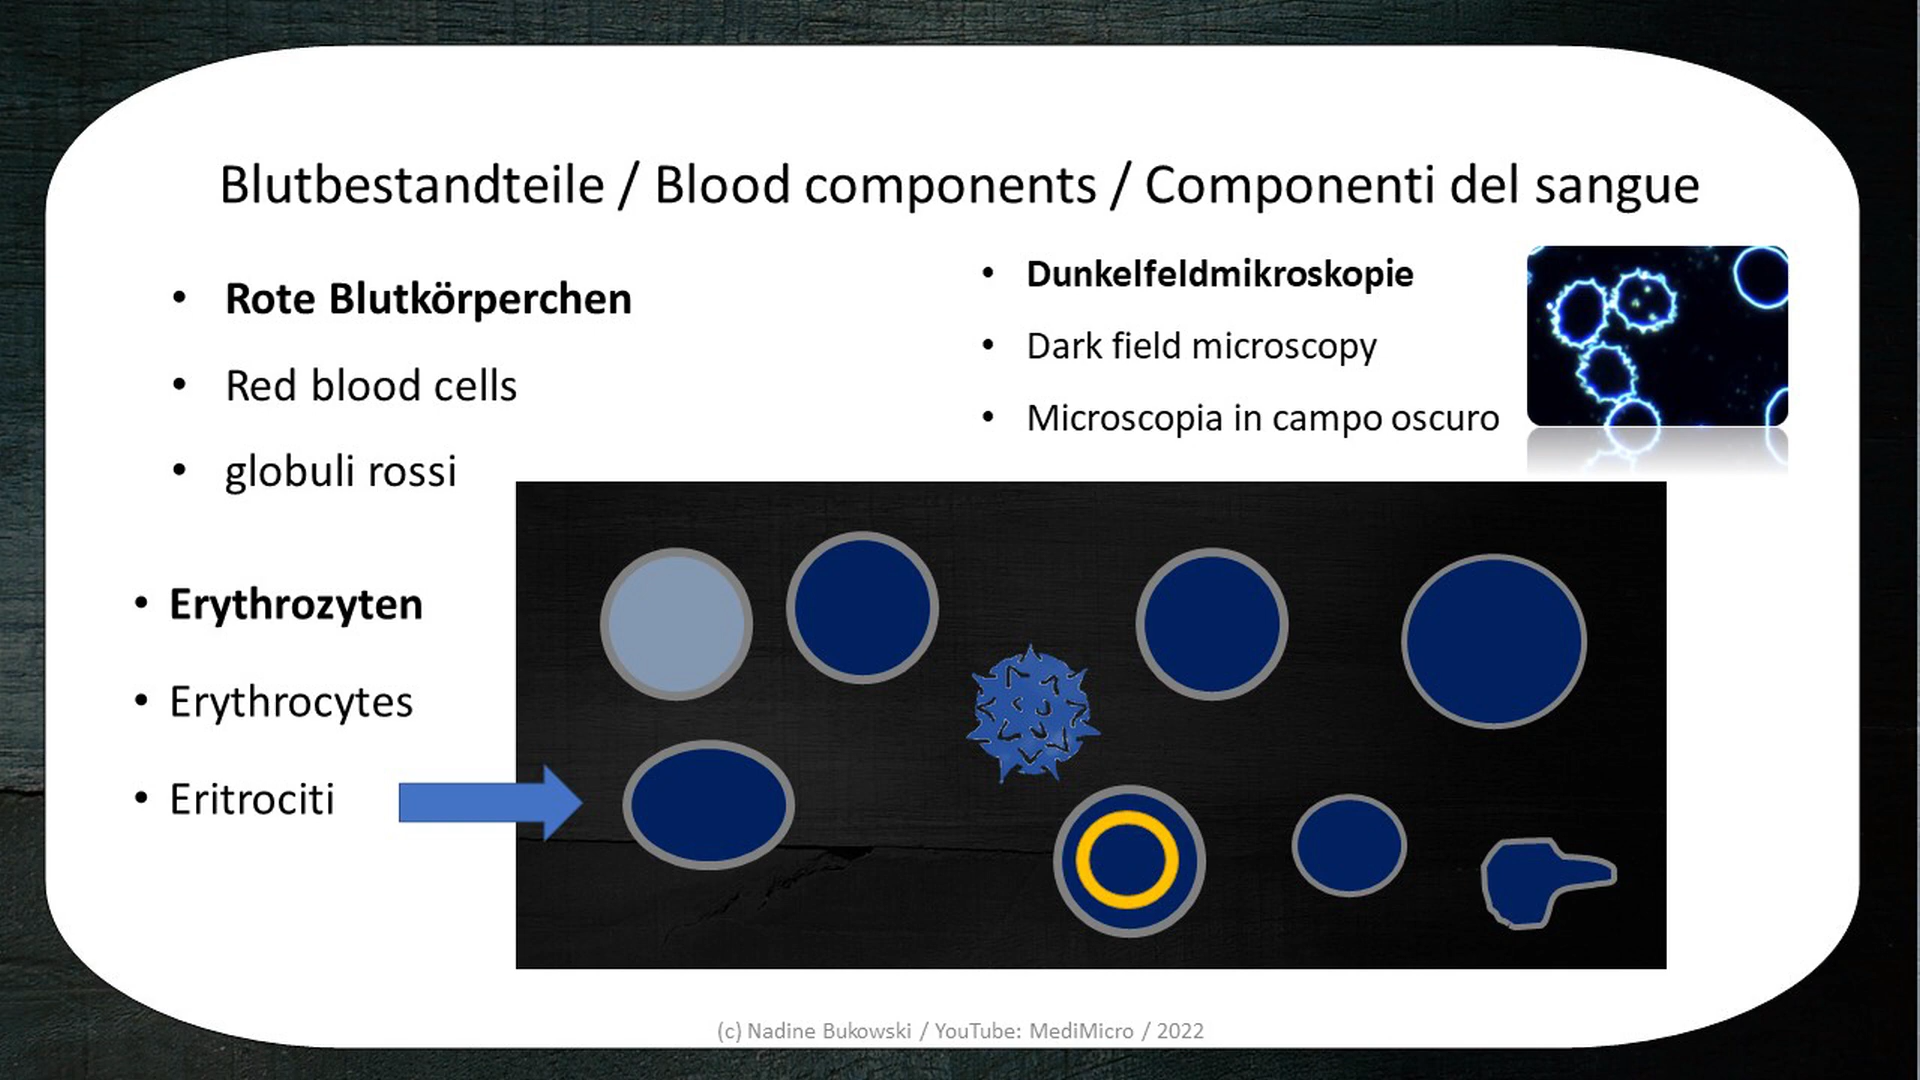 Blutbestandteile / Blood components / Componenti del sangue
• Rote Blutkörperchen
• Red blood cells
• globuli rossi
• Dunkelfeldmikroskopie
• Dark field microscopy
• Microscopia in campo oscuro
• Erythrozyten
• Erythrocytes
• Eritrociti
(c) Nadine Bukowski / YouTube: MediMicro / 2022